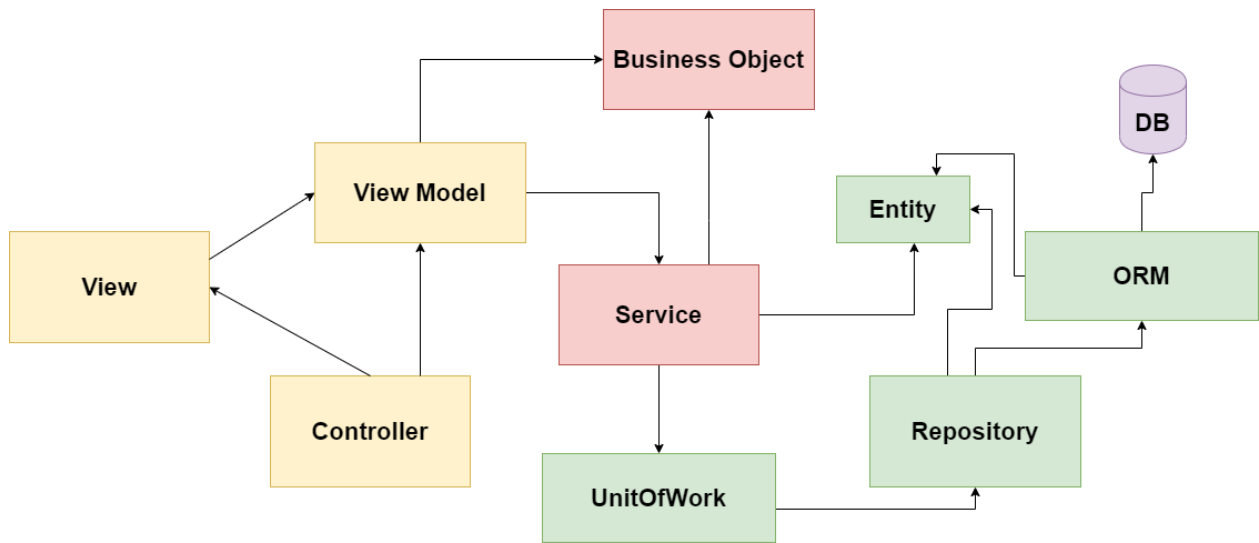 Business Object
DB
View Model
Entity
View
ORM
Service
Controller
Repository
UnitOfWork